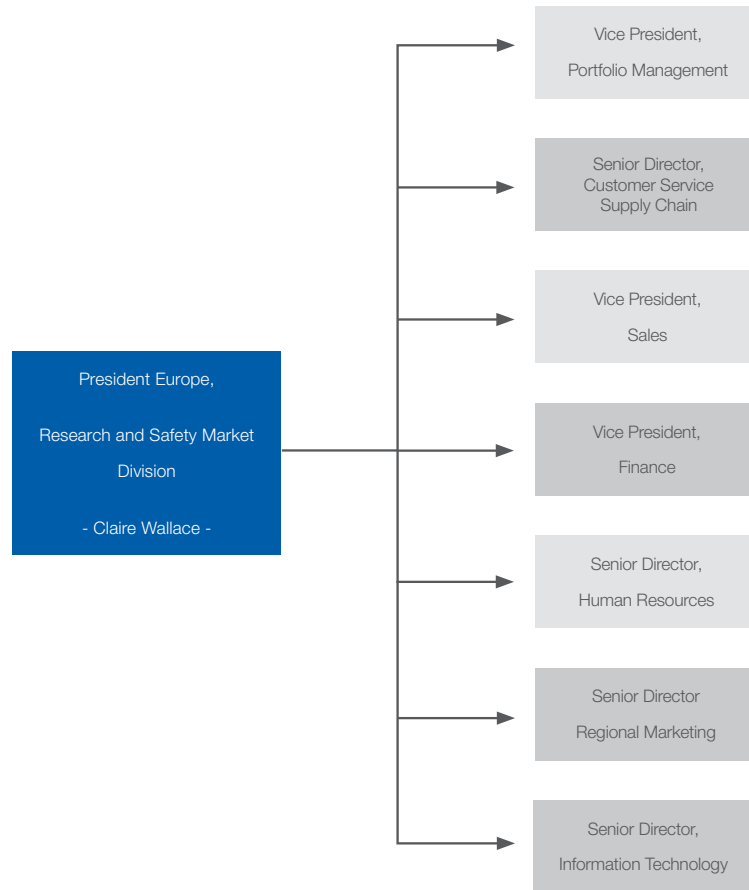 Vice President,
Portfolio Management
Senior Director,
Customer Service
Supply Chain
Vice President,
Sales
President Europe,
Research and Safety Market
Division
- Claire Wallace -
Vice President,
Finance
Senior Director,
Human Resources
Senior Director
Regional Marketing
Senior Director,
Information Technology